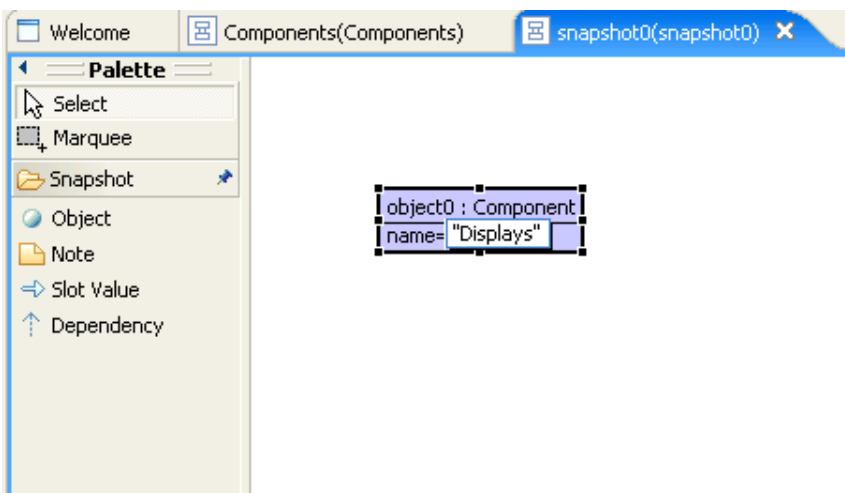 Welcome
Components(Components)
snapshot0(snapshot0)
Palette
Select
Marquee
Snapshot
Object
Note
Slot Value
Dependency
object0 : Component
name= "Displays"